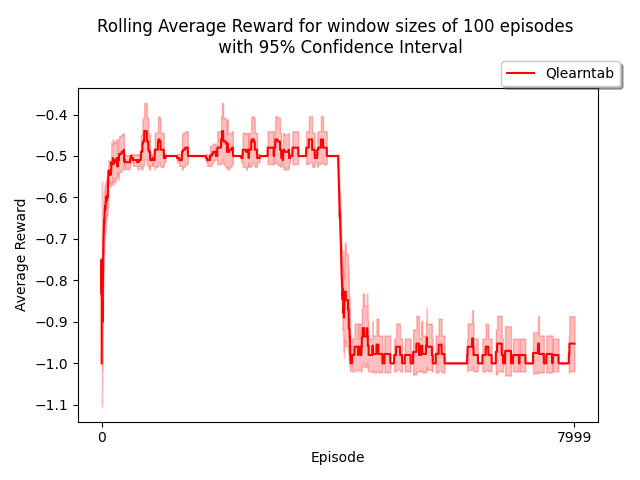 Rolling Average Reward for window sizes of 100 episodes
with 95% Confidence Interval
Qlearntab
−0.4
−0.5
−0.6
−0.7
−0.8
−0.9
−1.0
−1.1
Average Reward
0
7999
Episode